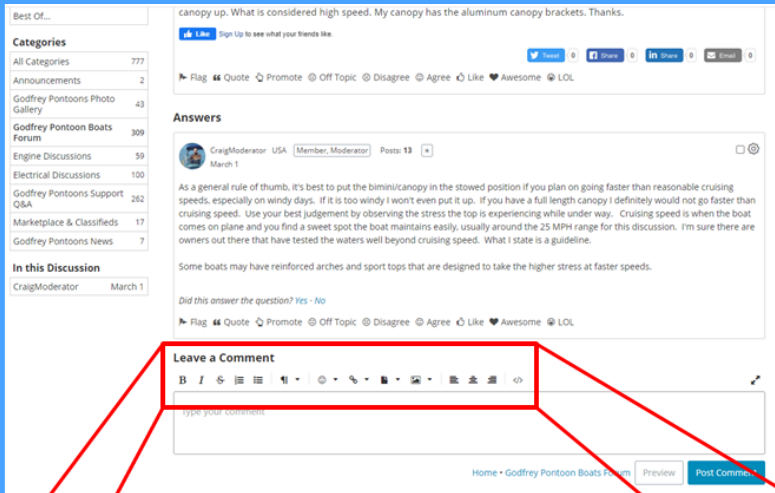 Best Of...
Categories
All Categories 777
Announcements 2
Godfrey Pontoons Photo
Gallery 43
Godfrey Pontoon Boats
Forum 309
Engine Discussions 59
Electrical Discussions 100
Godfrey Pontoons Support
Q&A 262
Marketplace & Classifieds 17
Godfrey Pontoons News 7
In this Discussion
CraigModerator March 1
canopy up. What is considered high speed. My canopy has the aluminum canopy brackets. Thanks.
Like Sign Up to see what your friends like.
Tweet 0 Share 0 Share 0 Email 0
Flag Quote Promote Off Topic Disagree Agree Like Awesome LOL
Answers
CraigModerator USA Member, Moderator Posts: 13 +
March 1
As a general rule of thumb, it's best to put the bimini/canopy in the stowed position if you plan on going faster than reasonable cruising
speeds, especially on windy days. If it is too windy I won't even put it up. If you have a full length canopy I definitely would not go faster than
cruising speed. Use your best judgement by observing the stress the top is experiencing while under way. Cruising speed is when the boat
comes on plane and you find a sweet spot the boat maintains easily, usually around the 25 MPH range for this discussion. I'm sure there are
owners out there that have tested the waters well beyond cruising speed. What I state is a guideline.
Some boats may have reinforced arches and sport tops that are designed to take the higher stress at faster speeds.
Did this answer the question? Yes - No
Flag Quote Promote Off Topic Disagree Agree Like Awesome LOL
Leave a Comment
B I S
Type your comment
Home • Godfrey Pontoon Boats Forum Preview Post Comment